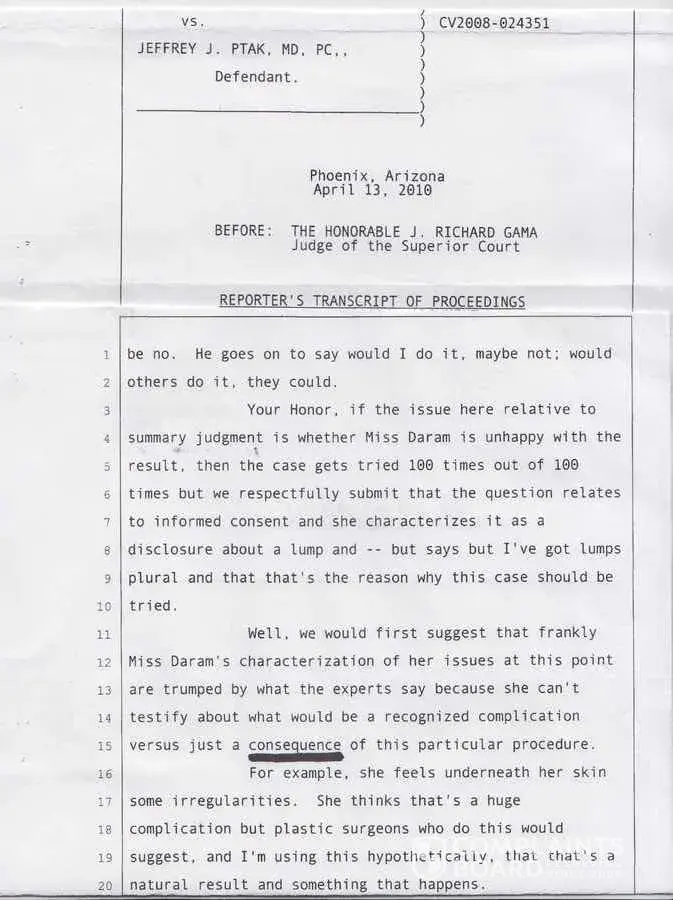 vs.
CV2008-024351
JEFFREY J. PTAK, MD, PC,,
Defendant.
Phoenix, Arizona
April 13, 2010
BEFORE: THE HONORABLE J. RICHARD GAMA
Judge of the Superior Court
REPORTER'S TRANSCRIPT OF PROCEEDINGS
1 be no. He goes on to say would I do it, maybe not; would
2 others do it, they could.
3 Your Honor, if the issue here relative to
4 summary judgment is whether Miss Daram is unhappy with the
5 result, then the case gets tried 100 times out of 100
6 times but we respectfully submit that the question relates
7 to informed consent and she characterizes it as a
8 disclosure about a lump and -- but says but I've got lumps
9 plural and that that's the reason why this case should be
10 tried.
11 Well, we would first suggest that frankly
12 Miss Daram's characterization of her issues at this point
13 are trumped by what the experts say because she can't
14 testify about what would be a recognized complication
15 versus just a consequence of this particular procedure.
16 For example, she feels underneath her skin
17 some irregularities. She thinks that's a huge
18 complication but plastic surgeons who do this would
19 suggest, and I'm using this hypothetically, that that's a
20 natural result and something that happens.
COMPLAINTS
BOARD